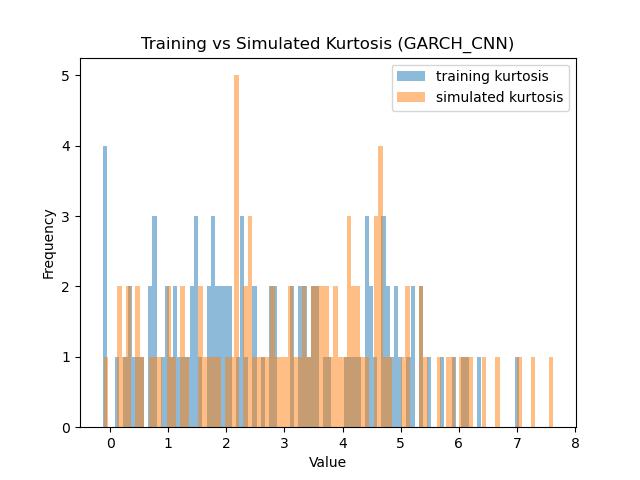 Training vs Simulated Kurtosis (GARCH_CNN)
training kurtosis
simulated kurtosis
Frequency
5
4
3
2
1
0
0 1 2 3 4 5 6 7 8
Value